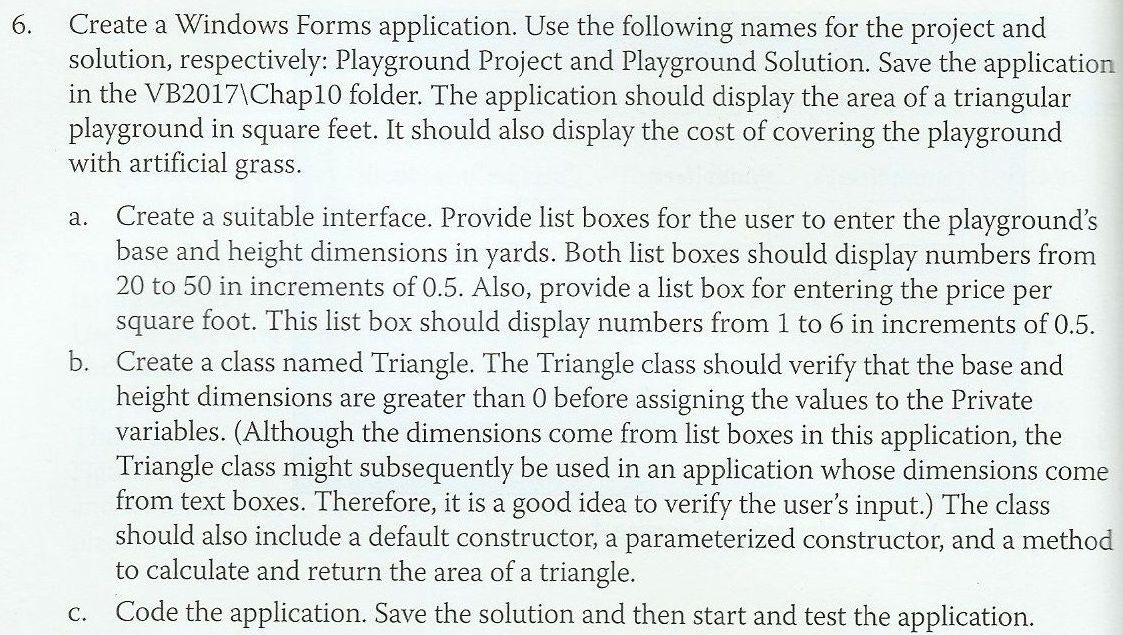 6. Create a Windows Forms application. Use the following names for the project and
solution, respectively: Playground Project and Playground Solution. Save the application
in the VB2017\Chap10 folder. The application should display the area of a triangular
playground in square feet. It should also display the cost of covering the playground
with artificial grass.
a. Create a suitable interface. Provide list boxes for the user to enter the playground's
base and height dimensions in yards. Both list boxes should display numbers from
20 to 50 in increments of 0.5. Also, provide a list box for entering the price per
square foot. This list box should display numbers from 1 to 6 in increments of 0.5.
b. Create a class named Triangle. The Triangle class should verify that the base and
height dimensions are greater than 0 before assigning the values to the Private
variables. (Although the dimensions come from list boxes in this application, the
Triangle class might subsequently be used in an application whose dimensions come
from text boxes. Therefore, it is a good idea to verify the user's input.) The class
should also include a default constructor, a parameterized constructor, and a method
to calculate and return the area of a triangle.
c. Code the application. Save the solution and then start and test the application.